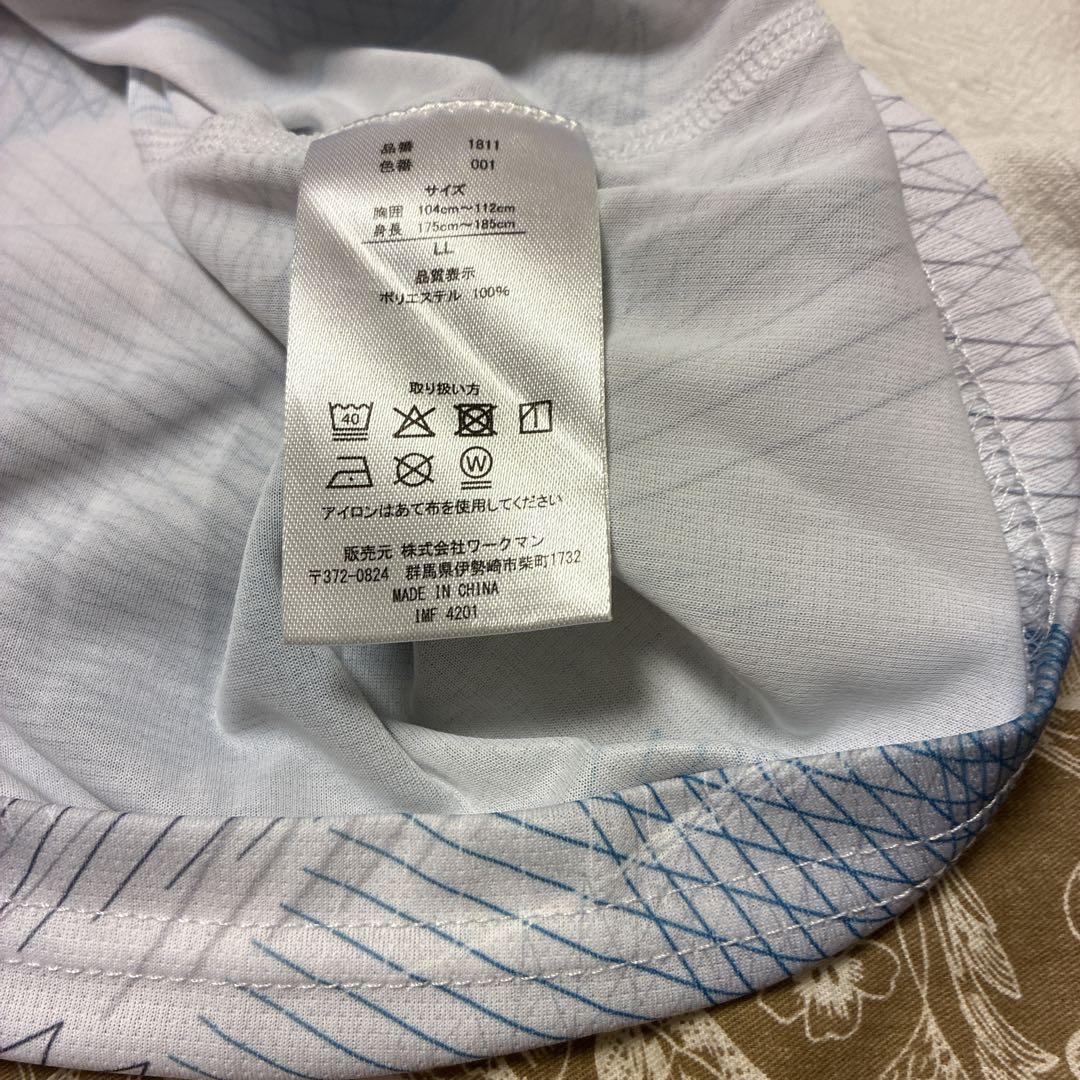 品番 1811
色番 001
サイズ
胸囲 104cm～112cm
身長 175cm～185cm
LL
品質表示
ポリエステル 100%
取り扱い方
40
W
アイロンはあて布を使用してください
販売元 株式会社ワークマン
〒372-0824 群馬県伊勢崎市柴町1732
MADE IN CHINA
IMF 4201